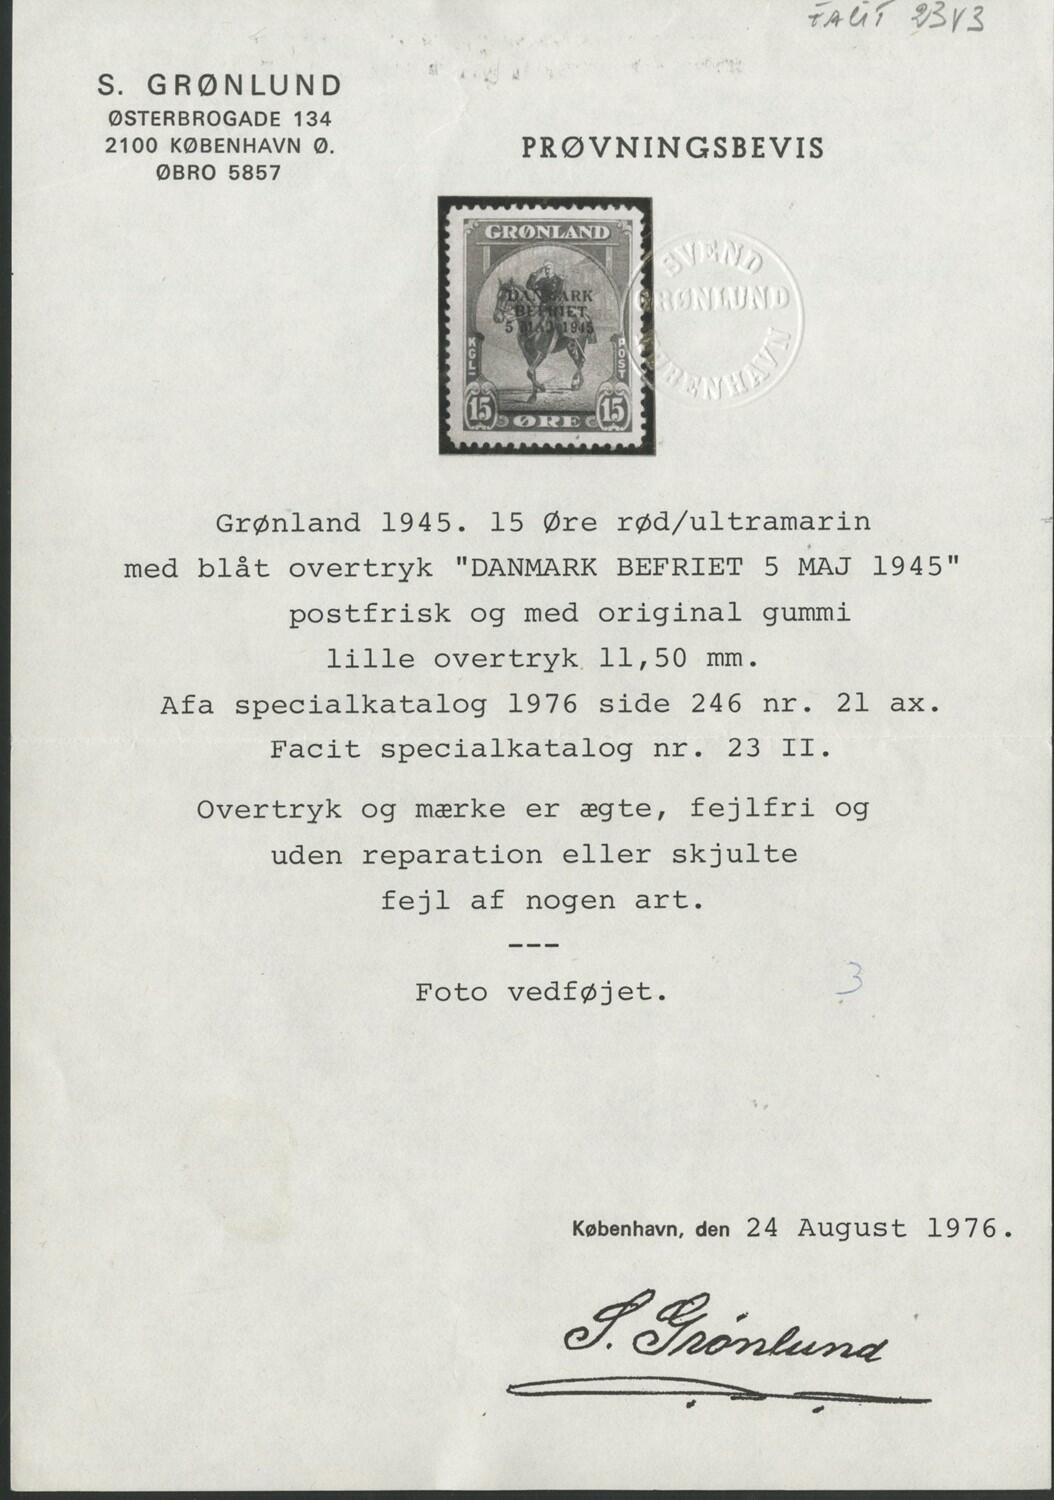 FACIT 23V3
S. GRØNLUND
ØSTERBROGADE 134
2100 KØBENHAVN Ø.
ØBRO 5857
PRØVNINGSBEVIS
GRØNLAND
DANMARK
BEFRIET
5 MAJ 1945
KGL
POST
15 ØRE 15
SVEND
GRØNLUND
KØBENHAVN
Grønland 1945. 15 Øre rød/ultramarin
med blåt overtryk "DANMARK BEFRIET 5 MAJ 1945"
postfrisk og med original gummi
lille overtryk 11,50 mm.
Afa specialkatalog 1976 side 246 nr. 21 ax.
Facit specialkatalog nr. 23 II.
Overtryk og mærke er ægte, fejlfri og
uden reparation eller skjulte
fejl af nogen art.
---
Foto vedføjet.
3
København, den 24 August 1976.
S. Grønlund